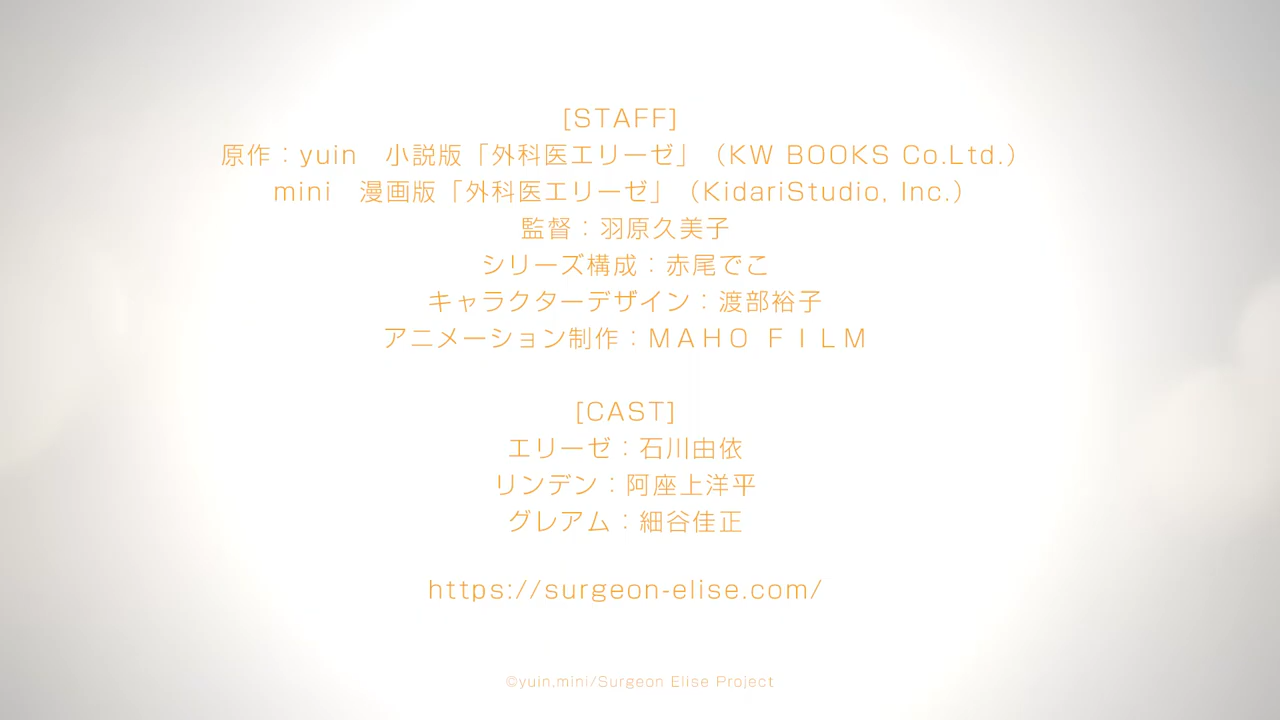 [STAFF]
原作：yuin　小説版「外科医エリーゼ」（KW BOOKS Co.Ltd.）
mini　漫画版「外科医エリーゼ」（KidariStudio, Inc.）
監督：羽原久美子
シリーズ構成：赤尾でこ
キャラクターデザイン：渡部裕子
アニメーション制作：ＭＡＨＯ ＦＩＬＭ
[CAST]
エリーゼ：石川由依
リンデン：阿座上洋平
グレアム：細谷佳正
https://surgeon-elise.com/
©yuin.mini/Surgeon Elise Project